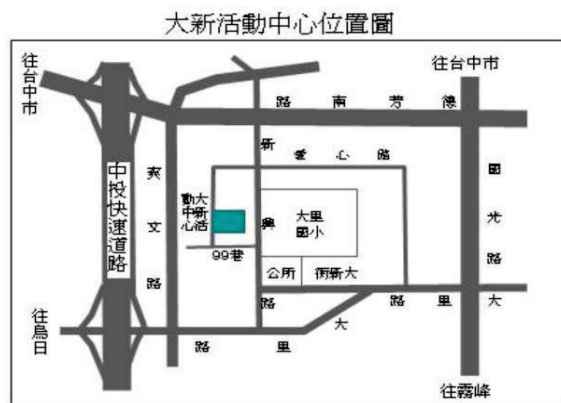 大新活動中心位置圖
往台中市
往台中市
德芳南路
愛心路
新興路
國光路
中投快速道路
爽文路
大新活
動中心
大里
國小
99巷
公所
大新街
大里路
大里路
往烏日
往霧峰